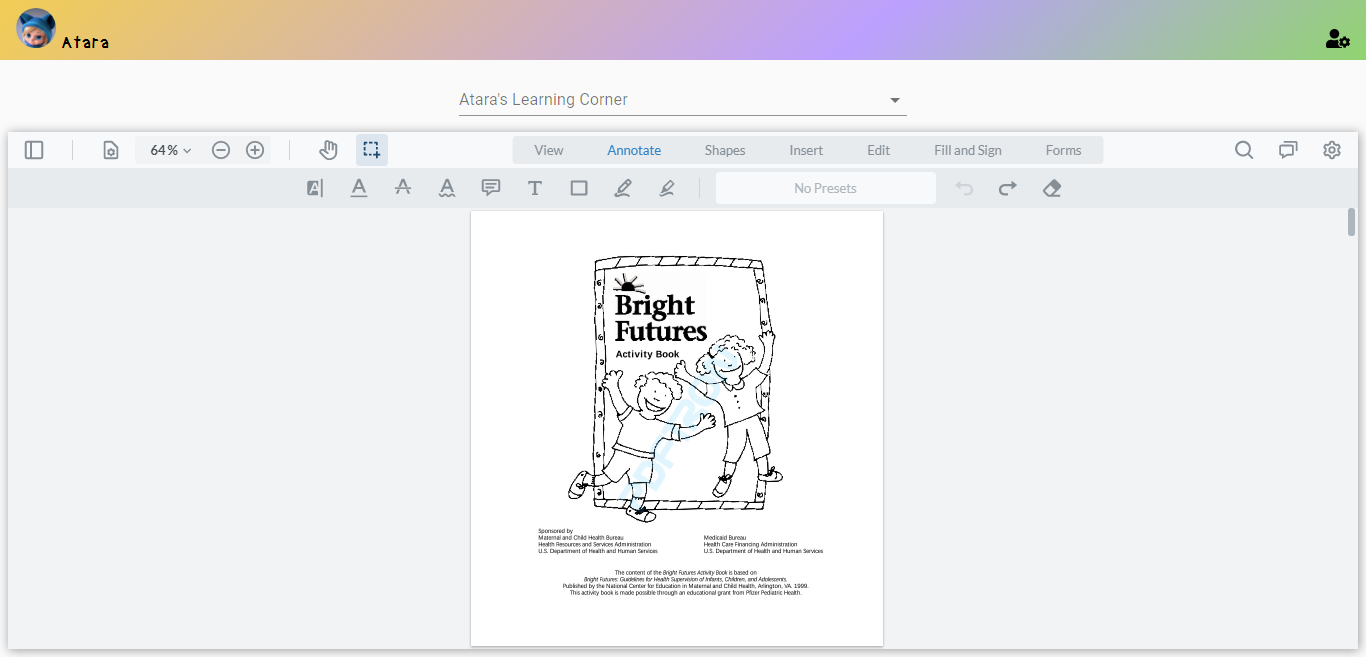 Atara
Atara's Learning Corner
64%
View Annotate Shapes Insert Edit Fill and Sign Forms
No Presets
Bright
Futures
Activity Book
Sponsored by
Maternal and Child Health Bureau
Health Resources and Services Administration
U.S. Department of Health and Human Services
Medicaid Bureau
Health Care Financing Administration
U.S. Department of Health and Human Services
The content of the Bright Futures Activity Book is based on
Bright Futures: Guidelines for Health Supervision of Infants, Children, and Adolescents.
Published by the National Center for Education in Maternal and Child Health, Arlington, VA. 1999.
This activity book is made possible through an educational grant from Pfizer Pediatric Health.